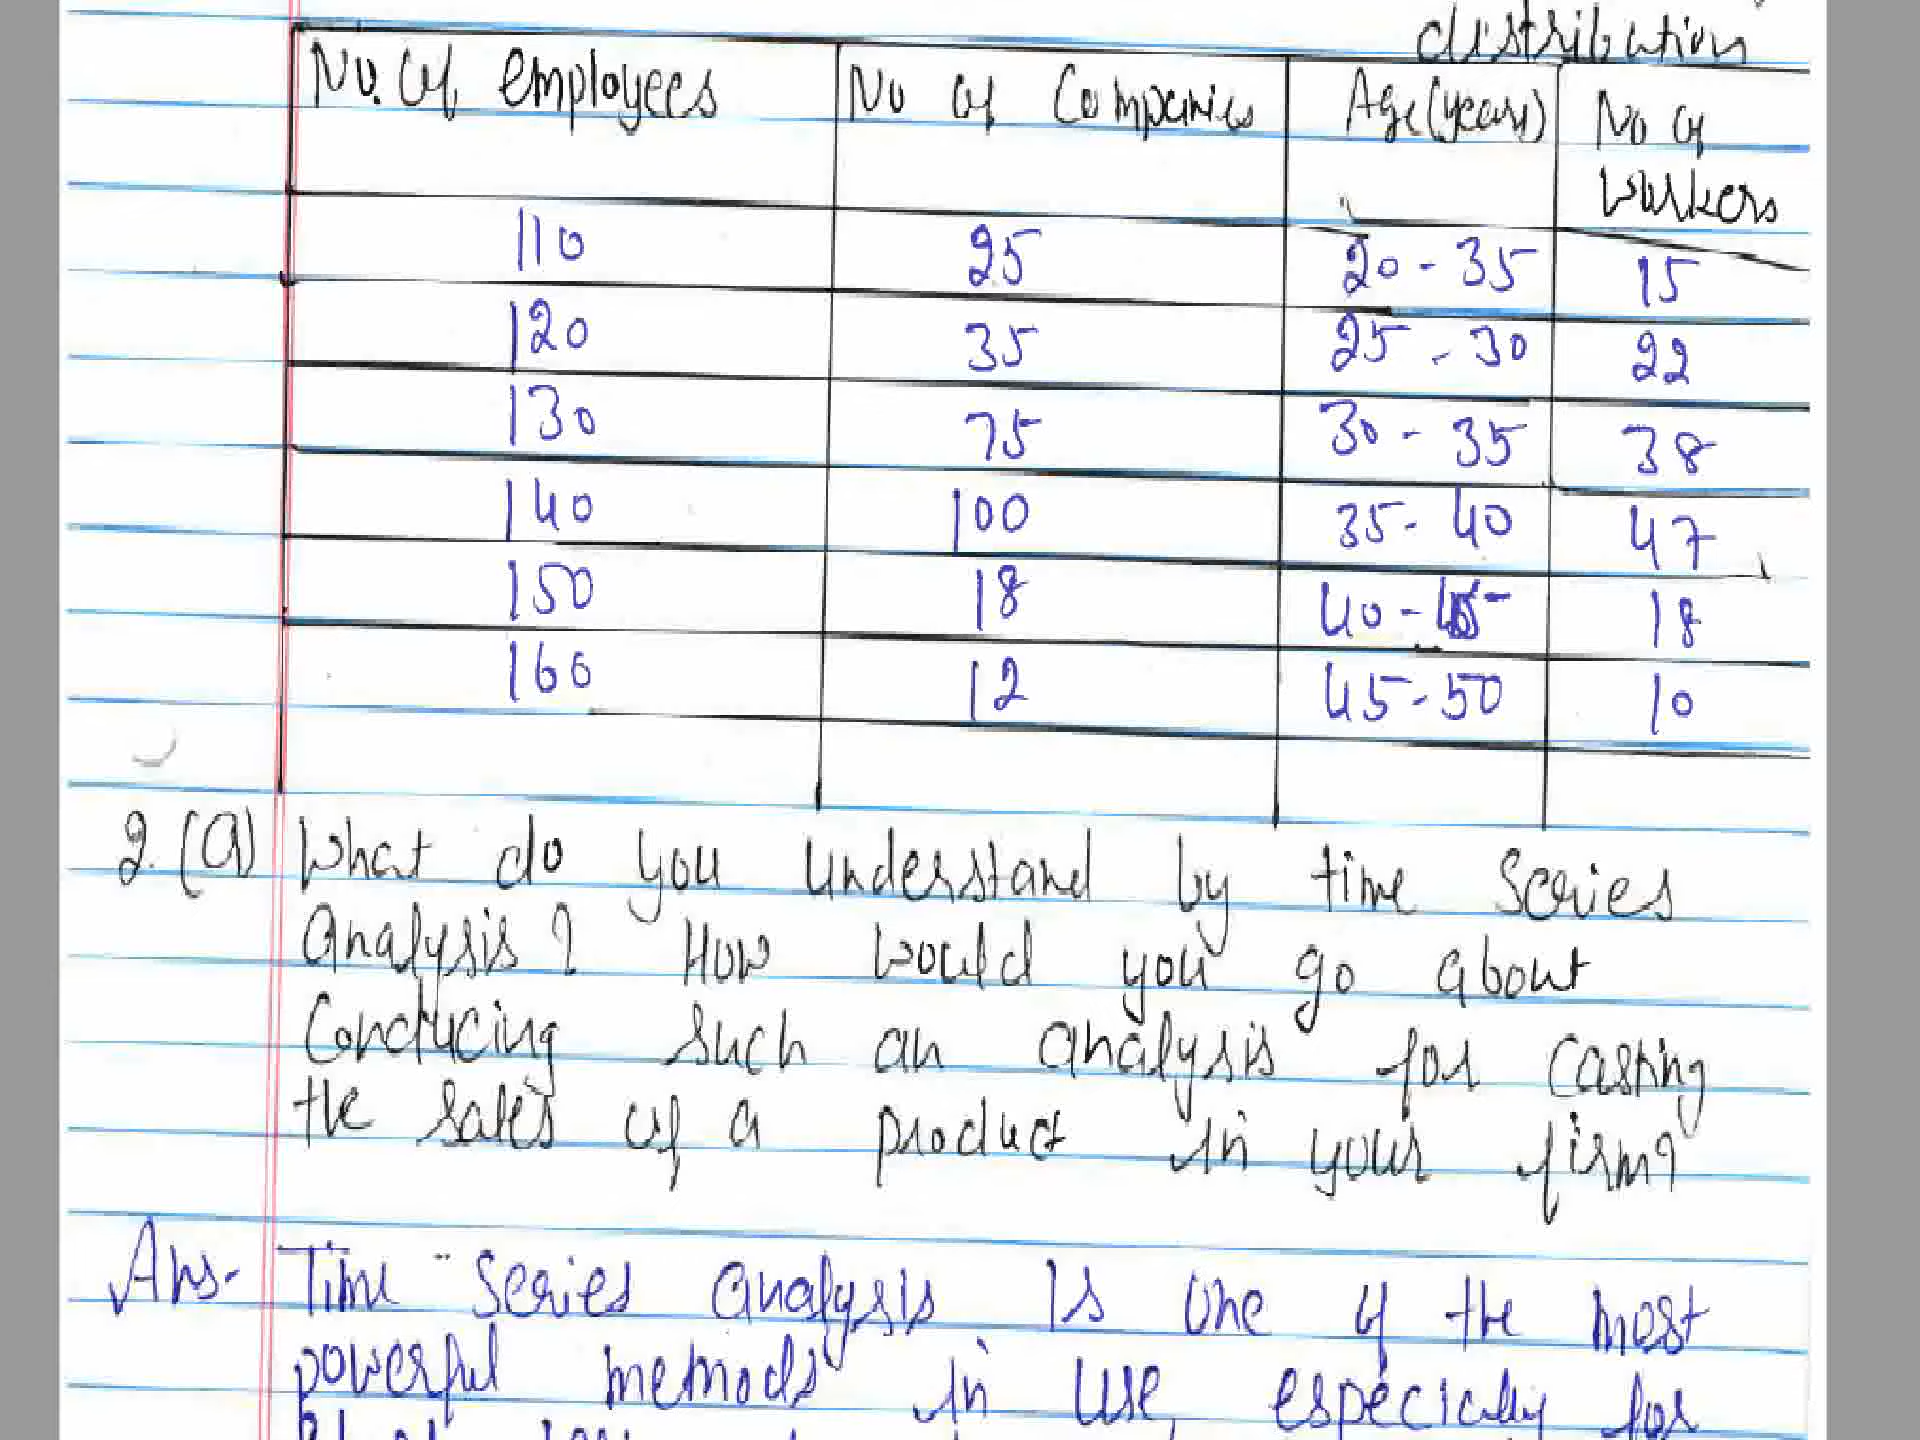 distribution
No. of employees No of Companies Age (years) No of workers
110 25 20 - 35 15
120 35 25 - 30 22
130 75 30 - 35 38
140 100 35 - 40 47
150 18 40 - 45 18
160 12 45 - 50 10
2. (a) What do you understand by time series
analysis? How would you go about
Conducing such an analysis for casting
the sales of a product in your firm?
Ans- Time series analysis is one of the most
powerful methods in use, especially for